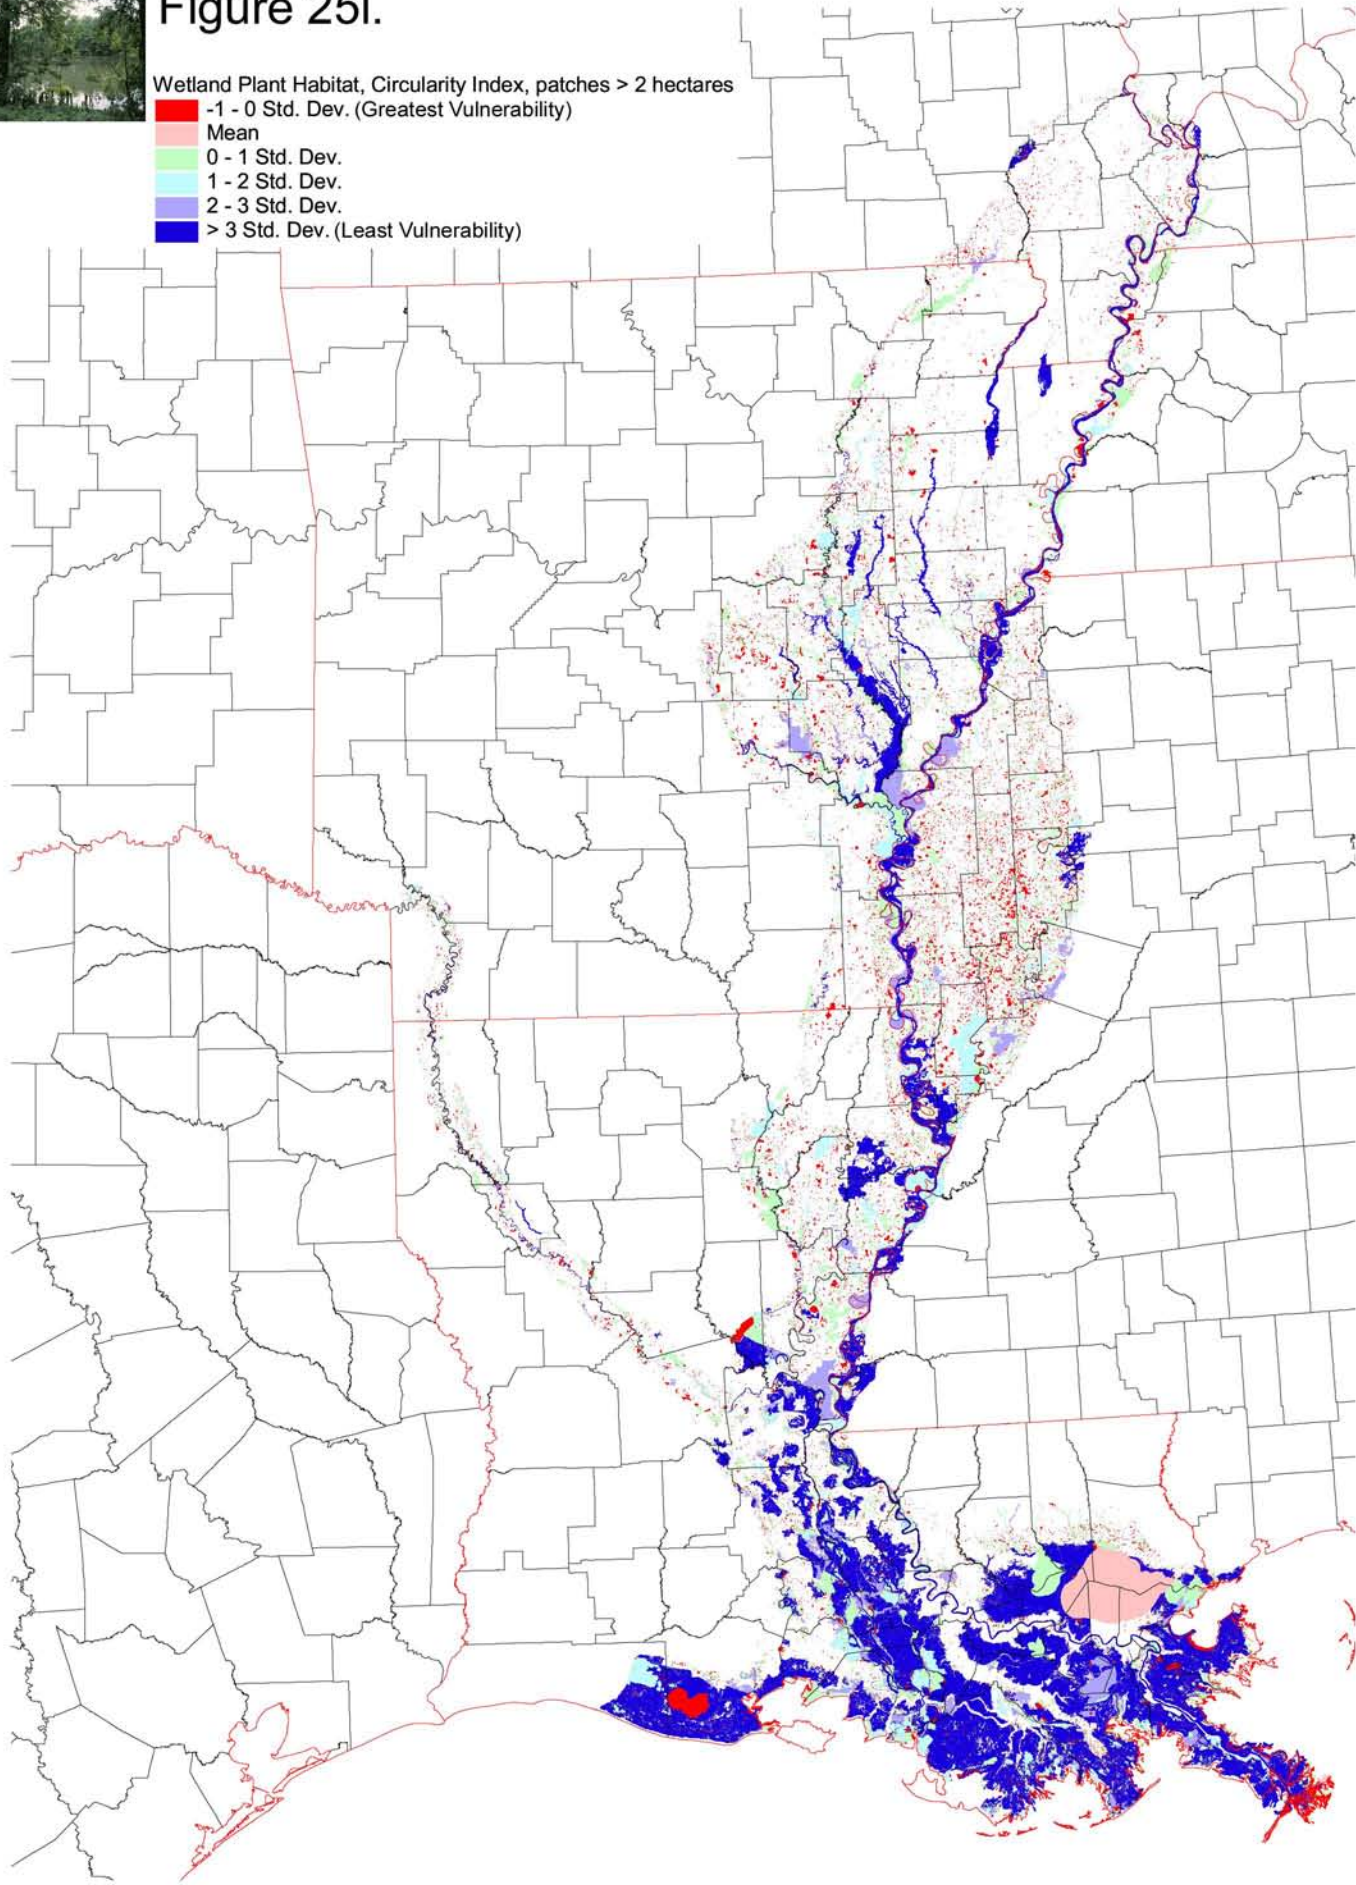 Figure 25l.
Wetland Plant Habitat, Circularity Index, patches > 2 hectares
-1 - 0 Std. Dev. (Greatest Vulnerability)
Mean
0 - 1 Std. Dev.
1 - 2 Std. Dev.
2 - 3 Std. Dev.
> 3 Std. Dev. (Least Vulnerability)